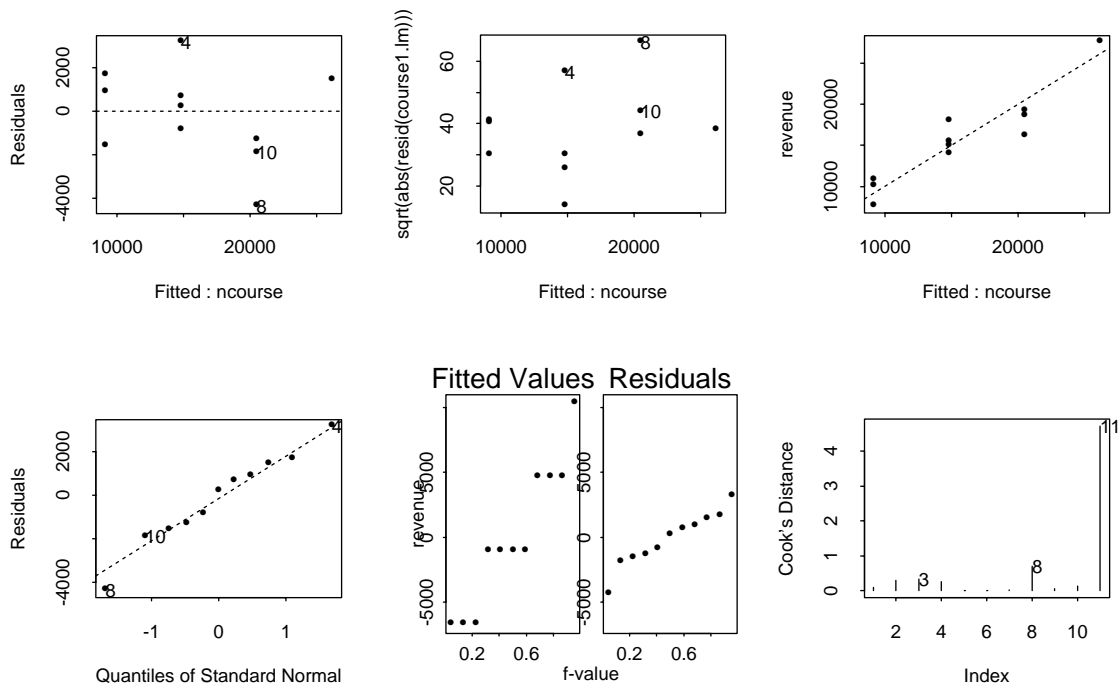 Residuals
-4000 0 2000
4
10
8
10000 20000
Fitted : ncourse
sqrt(abs(resid(course1.lm)))
20 40 60
4
8
10
10000 20000
Fitted : ncourse
revenue
10000 20000
10000 20000
Fitted : ncourse
Residuals
-4000 0 2000
4
10
8
-1 0 1
Quantiles of Standard Normal
Fitted Values Residuals
revenue
-5000 0 5000
-5000 0 5000
0.2 0.6 0.2 0.6
f-value
Cook's Distance
0 1 2 3 4
3
8
11
2 4 6 8 10
Index